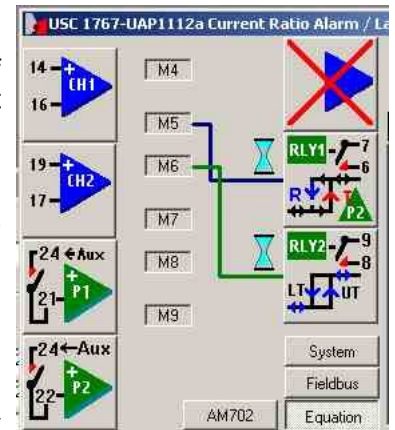 USC 1767-UAP1112a Current Ratio Alarm / La
14
16
+
CH1
M4
M5
RLY1
7
6
R
T
P2
19
17
+
CH2
M6
M7
RLY2
9
8
LT
UT
24 Aux
21
+
P1
M8
M9
24 Aux
22
+
P2
System
Fieldbus
AM702
Equation